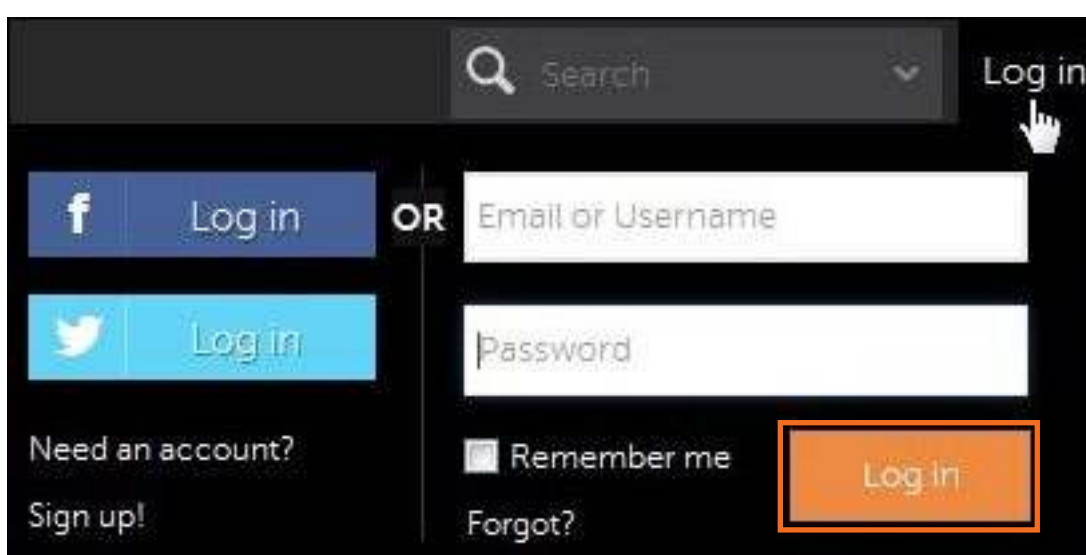 Search
Log in
f Log in
OR
Email or Username
Log in
Password
Need an account?
Remember me
Log in
Sign up!
Forgot?